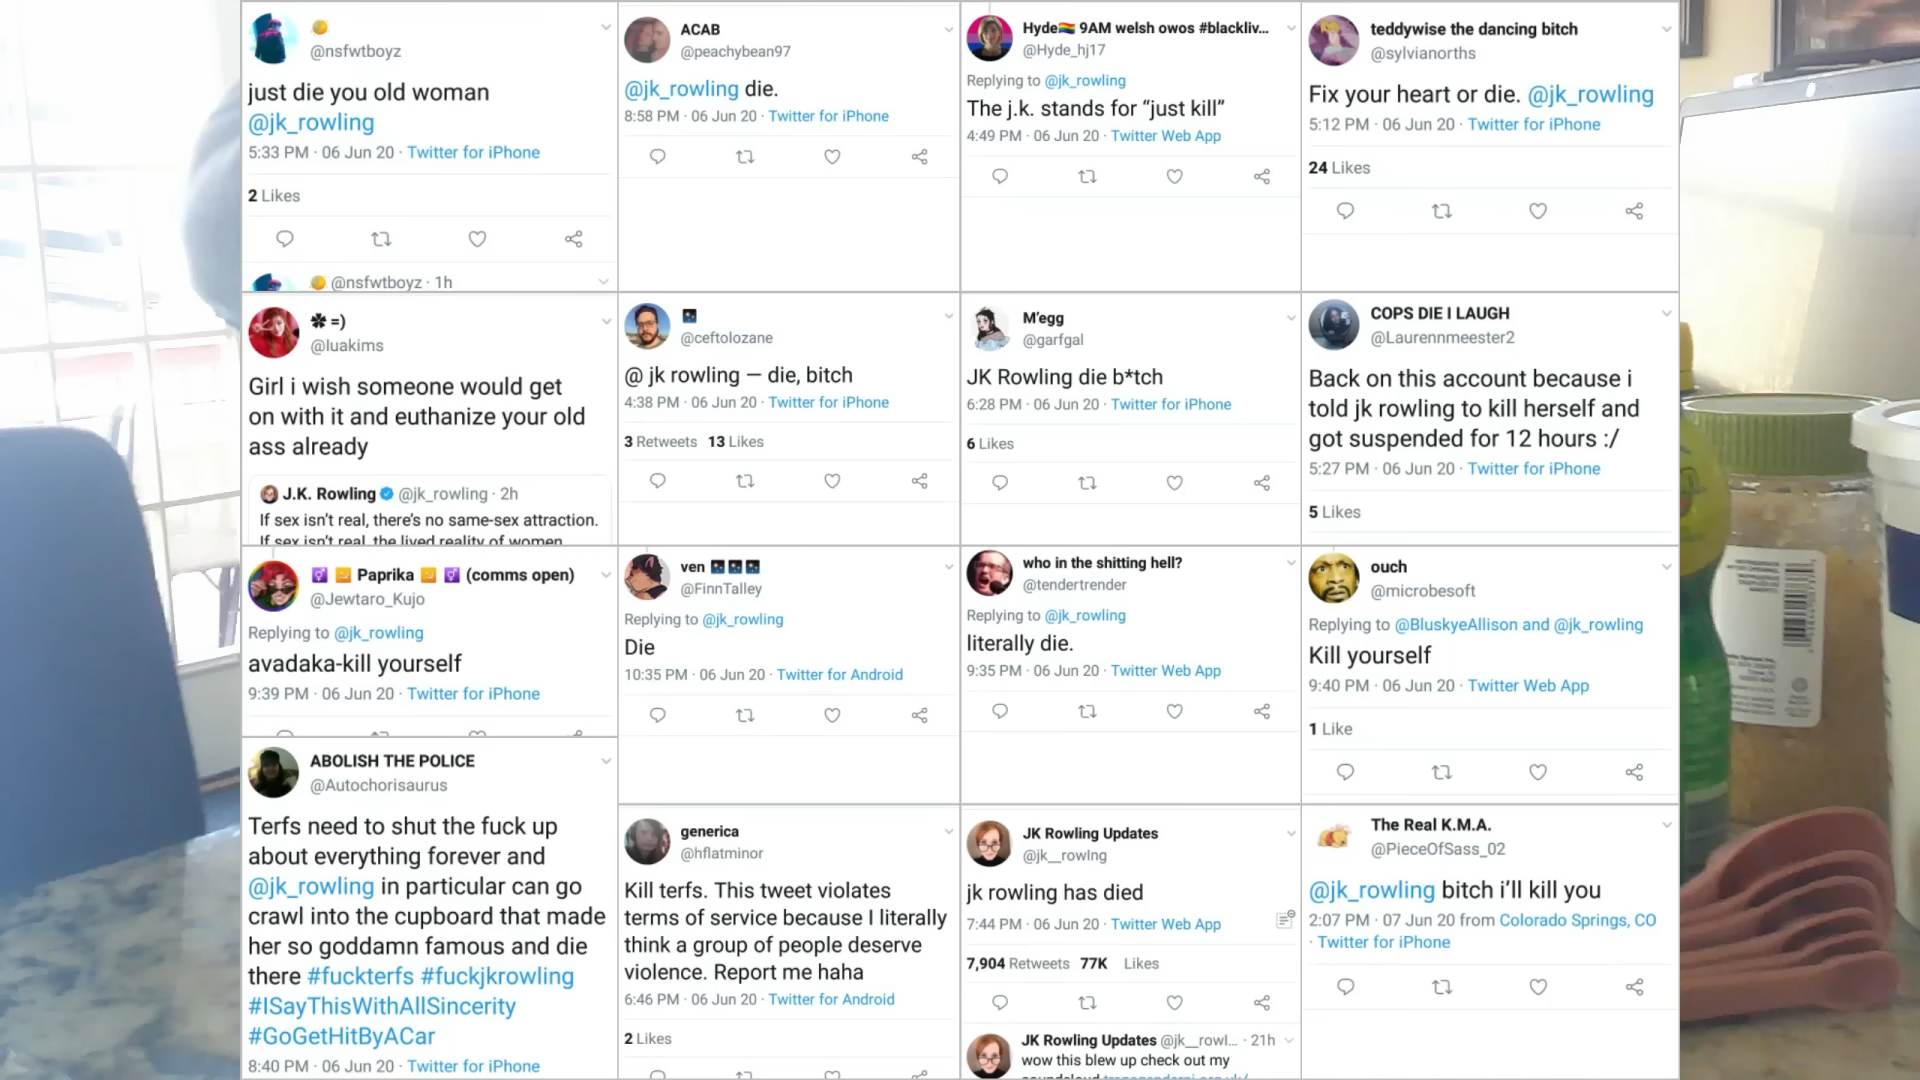 @nsfwtboyz
just die you old woman
@jk_rowling
5:33 PM · 06 Jun 20 · Twitter for iPhone
2 Likes
@nsfwtboyz · 1h
ACAB
@peachybean97
@jk_rowling die.
8:58 PM · 06 Jun 20 · Twitter for iPhone
Hyde🏳️‍🌈 9AM welsh owos #blackliv...
@Hyde_hj17
Replying to @jk_rowling
The j.k. stands for “just kill”
4:49 PM · 06 Jun 20 · Twitter Web App
teddywise the dancing bitch
@sylvianorths
Fix your heart or die. @jk_rowling
5:12 PM · 06 Jun 20 · Twitter for iPhone
24 Likes
✽ =)
@luakims
Girl i wish someone would get
on with it and euthanize your old
ass already
J.K. Rowling @jk_rowling · 2h
If sex isn’t real, there’s no same-sex attraction.
If sex isn’t real, the lived reality of women
@ceftolozane
@ jk rowling — die, bitch
4:38 PM · 06 Jun 20 · Twitter for iPhone
3 Retweets 13 Likes
M’egg
@garfgal
JK Rowling die b*tch
6:28 PM · 06 Jun 20 · Twitter for iPhone
6 Likes
COPS DIE I LAUGH
@Laurennmeester2
Back on this account because i
told jk rowling to kill herself and
got suspended for 12 hours :/
5:27 PM · 06 Jun 20 · Twitter for iPhone
5 Likes
Paprika (comms open)
@Jewtaro_Kujo
Replying to @jk_rowling
avadaka-kill yourself
9:39 PM · 06 Jun 20 · Twitter for iPhone
ven
@FinnTalley
Replying to @jk_rowling
Die
10:35 PM · 06 Jun 20 · Twitter for Android
who in the shitting hell?
@tendertrender
Replying to @jk_rowling
literally die.
9:35 PM · 06 Jun 20 · Twitter Web App
ouch
@microbesoft
Replying to @BluskyeAllison and @jk_rowling
Kill yourself
9:40 PM · 06 Jun 20 · Twitter Web App
1 Like
ABOLISH THE POLICE
@Autochorisaurus
Terfs need to shut the fuck up
about everything forever and
@jk_rowling in particular can go
crawl into the cupboard that made
her so goddamn famous and die
there #fuckterfs #fuckjkrowling
#ISayThisWithAllSincerity
#GoGetHitByACar
8:40 PM · 06 Jun 20 · Twitter for iPhone
generica
@hflatminor
Kill terfs. This tweet violates
terms of service because I literally
think a group of people deserve
violence. Report me haha
6:46 PM · 06 Jun 20 · Twitter for Android
2 Likes
JK Rowling Updates
@jk__rowlng
jk rowling has died
7:44 PM · 06 Jun 20 · Twitter Web App
7,904 Retweets 77K Likes
JK Rowling Updates @jk__rowl... · 21h
wow this blew up check out my
The Real K.M.A.
@PieceOfSass_02
@jk_rowling bitch i’ll kill you
2:07 PM · 07 Jun 20 from Colorado Springs, CO
· Twitter for iPhone